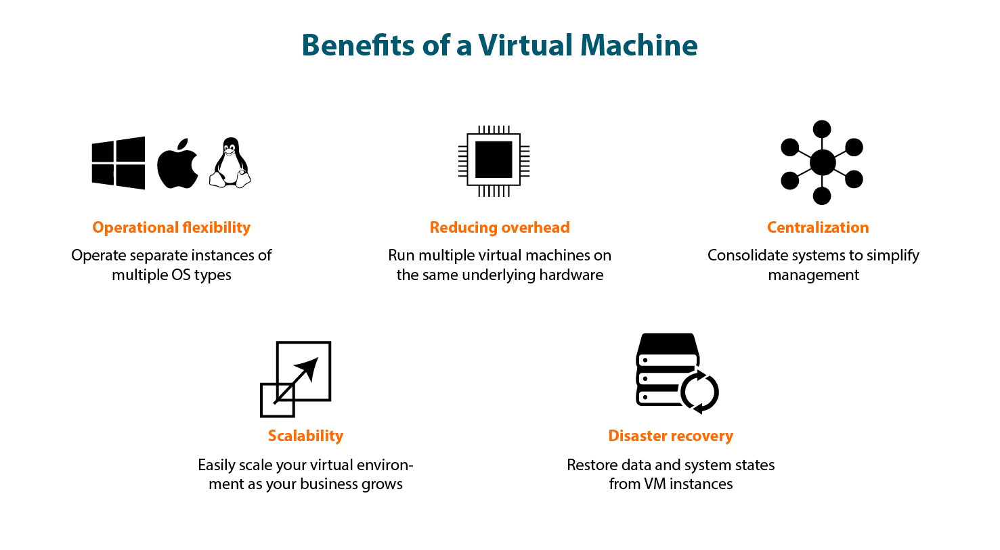 Benefits of a Virtual Machine
Operational flexibility
Operate separate instances of
multiple OS types
Reducing overhead
Run multiple virtual machines on
the same underlying hardware
Centralization
Consolidate systems to simplify
management
Scalability
Easily scale your virtual environ-
ment as your business grows
Disaster recovery
Restore data and system states
from VM instances